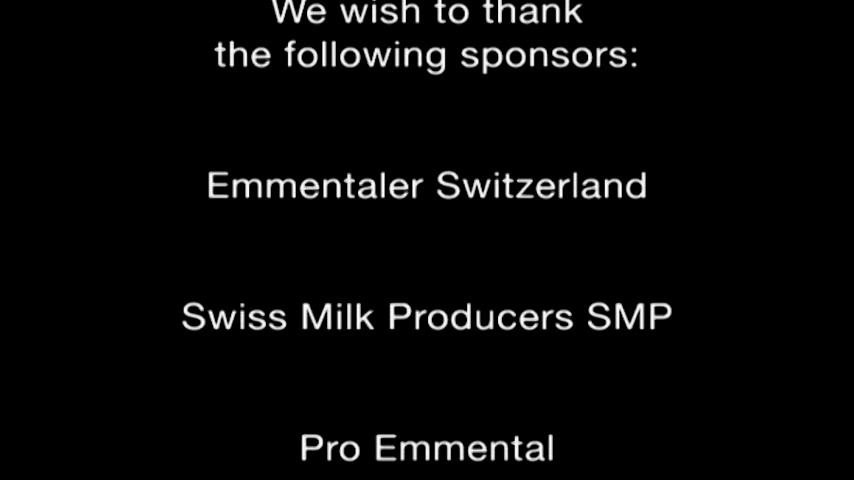 We wish to thank
the following sponsors:
Emmentaler Switzerland
Swiss Milk Producers SMP
Pro Emmental